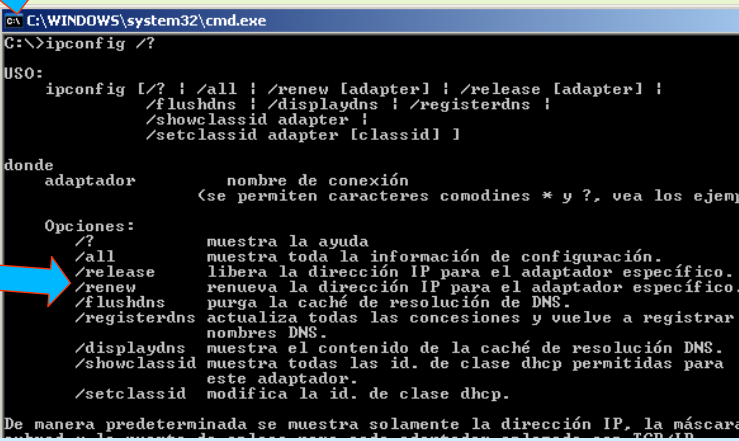 C:\WINDOWS\system32\cmd.exe
C:\>ipconfig /?
USO:
ipconfig [/? | /all | /renew [adapter] | /release [adapter] |
/flushdns | /displaydns | /registerdns |
/showclassid adapter |
/setclassid adapter [classid] ]
donde
adaptador nombre de conexión
(se permiten caracteres comodines * y ?, vea los ejemp
Opciones:
/? muestra la ayuda
/all muestra toda la información de configuración.
/release libera la dirección IP para el adaptador específico.
/renew renueva la dirección IP para el adaptador específico.
/flushdns purga la caché de resolución de DNS.
/registerdns actualiza todas las concesiones y vuelve a registrar
nombres DNS.
/displaydns muestra el contenido de la caché de resolución DNS.
/showclassid muestra todas las id. de clase dhcp permitidas para
este adaptador.
/setclassid modifica la id. de clase dhcp.
De manera predeterminada se muestra solamente la dirección IP, la máscara